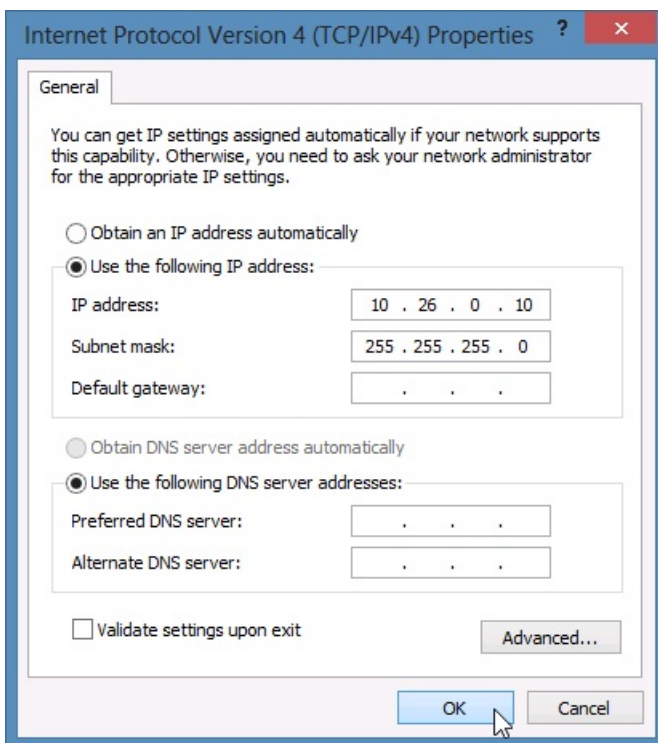 Internet Protocol Version 4 (TCP/IPv4) Properties ? ×
General
You can get IP settings assigned automatically if your network supports
this capability. Otherwise, you need to ask your network administrator
for the appropriate IP settings.
Obtain an IP address automatically
Use the following IP address:
IP address: 10 . 26 . 0 . 10
Subnet mask: 255 . 255 . 255 . 0
Default gateway: . . .
Obtain DNS server address automatically
Use the following DNS server addresses:
Preferred DNS server: . . .
Alternate DNS server: . . .
Validate settings upon exit
Advanced...
OK Cancel